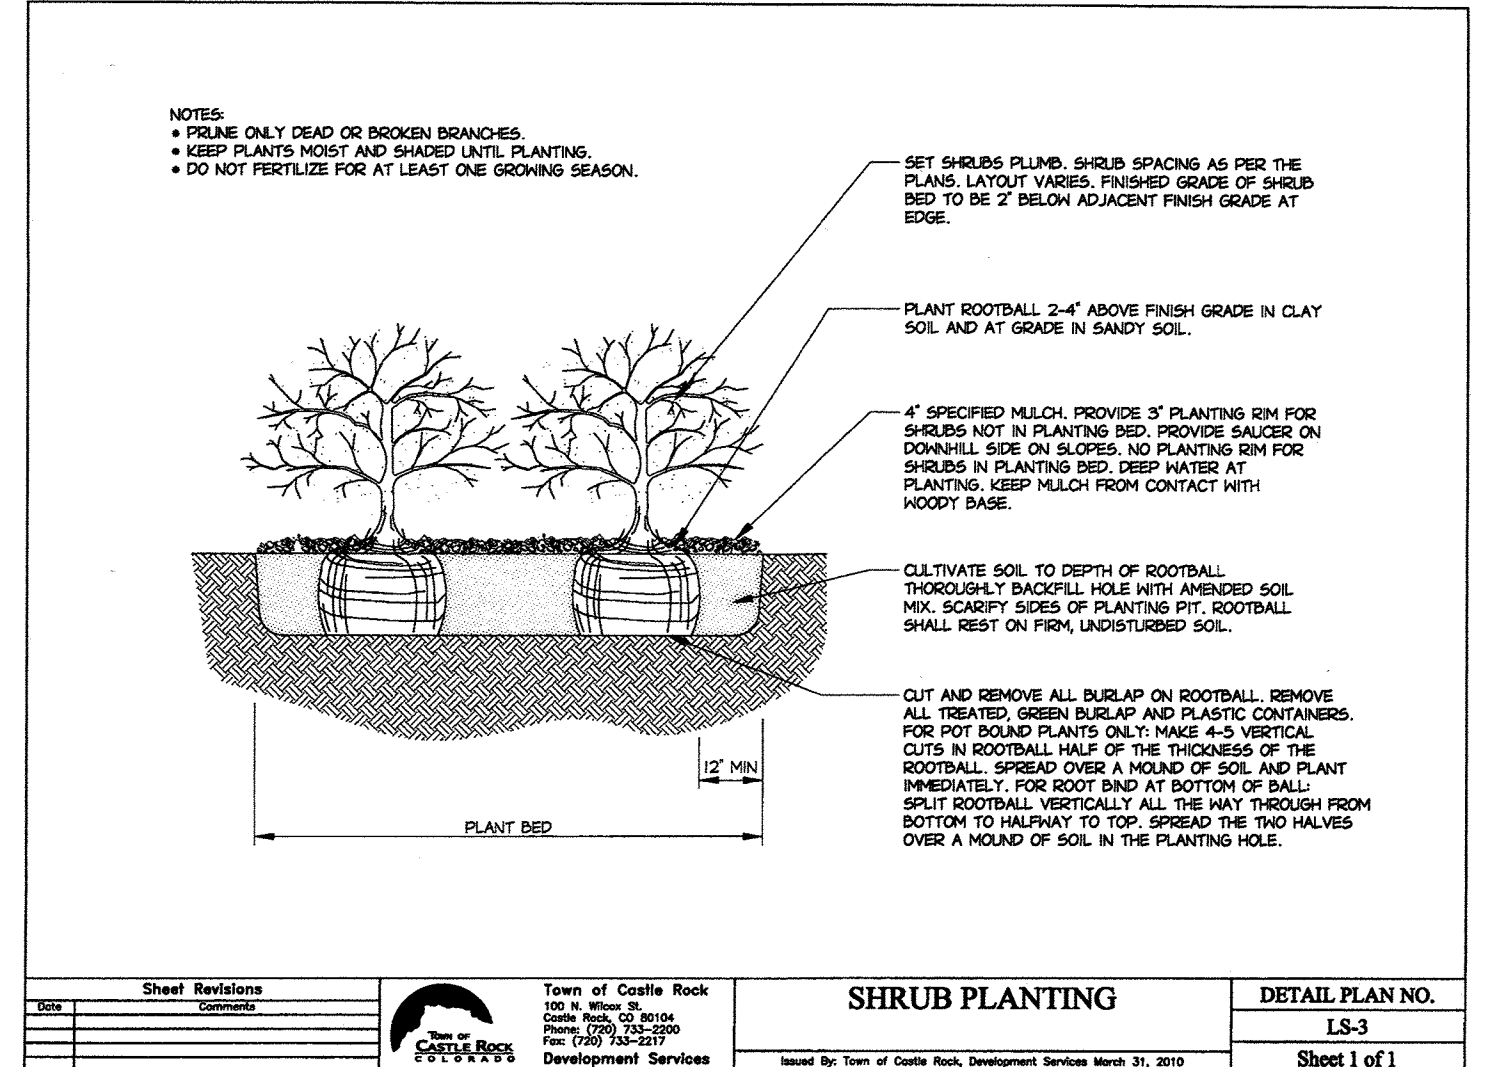 NOTES:
• PRUNE ONLY DEAD OR BROKEN BRANCHES.
• KEEP PLANTS MOIST AND SHADED UNTIL PLANTING.
• DO NOT FERTILIZE FOR AT LEAST ONE GROWING SEASON.
SET SHRUBS PLUMB. SHRUB SPACING AS PER THE
PLANS. LAYOUT VARIES. FINISHED GRADE OF SHRUB
BED TO BE 2" BELOW ADJACENT FINISH GRADE AT
EDGE.
PLANT ROOTBALL 2-4" ABOVE FINISH GRADE IN CLAY
SOIL AND AT GRADE IN SANDY SOIL.
4" SPECIFIED MULCH. PROVIDE 3" PLANTING RIM FOR
SHRUBS NOT IN PLANTING BED. PROVIDE SAUCER ON
DOWNHILL SIDE ON SLOPES. NO PLANTING RIM FOR
SHRUBS IN PLANTING BED. DEEP WATER AT
PLANTING. KEEP MULCH FROM CONTACT WITH
WOODY BASE.
CULTIVATE SOIL TO DEPTH OF ROOTBALL
THOROUGHLY BACKFILL HOLE WITH AMENDED SOIL
MIX. SCARIFY SIDES OF PLANTING PIT. ROOTBALL
SHALL REST ON FIRM, UNDISTURBED SOIL.
CUT AND REMOVE ALL BURLAP ON ROOTBALL. REMOVE
ALL TREATED, GREEN BURLAP AND PLASTIC CONTAINERS.
FOR POT BOUND PLANTS ONLY: MAKE 4-5 VERTICAL
CUTS IN ROOTBALL HALF OF THE THICKNESS OF THE
ROOTBALL. SPREAD OVER A MOUND OF SOIL AND PLANT
IMMEDIATELY. FOR ROOT BIND AT BOTTOM OF BALL:
SPLIT ROOTBALL VERTICALLY ALL THE WAY THROUGH FROM
BOTTOM TO HALFWAY TO TOP. SPREAD THE TWO HALVES
OVER A MOUND OF SOIL IN THE PLANTING HOLE.
12" MIN
PLANT BED
Sheet Revisions
Date Comments
TOWN OF
CASTLE ROCK
COLORADO
Town of Castle Rock
100 N. Wilcox St.
Castle Rock, CO 80104
Phone: (720) 733-2200
Fax: (720) 733-2217
Development Services
SHRUB PLANTING
Issued By: Town of Castle Rock, Development Services March 31, 2010
DETAIL PLAN NO.
LS-3
Sheet 1 of 1